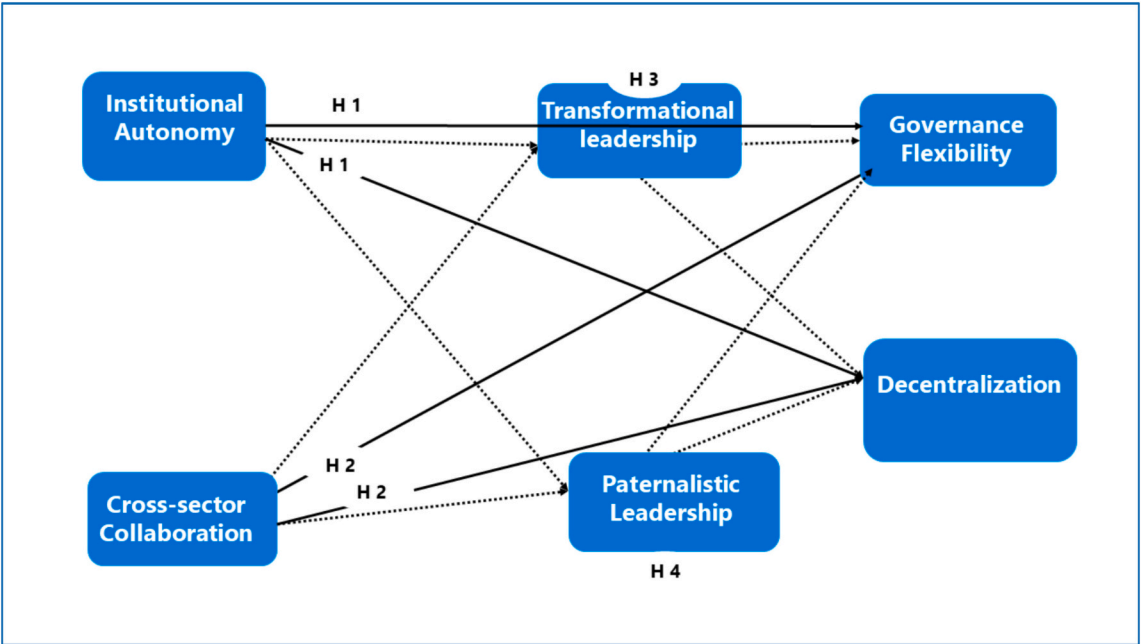 H 3
Institutional
Autonomy
H 1
Transformational
leadership
Governance
Flexibility
H 1
Decentralization
H 2
H 2
Cross-sector
Collaboration
Paternalistic
Leadership
H 4